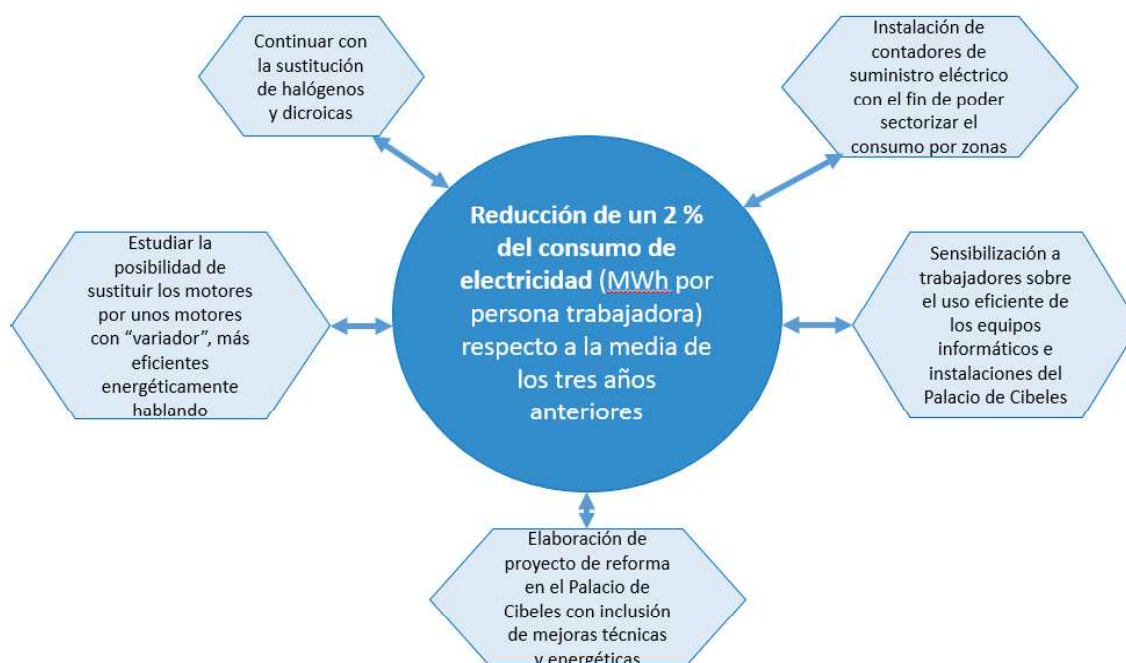 Continuar con
la sustitución
de halógenos
y dicroicas
Instalación de
contadores de
suministro eléctrico
con el fin de poder
sectorizar el
consumo por zonas
Reducción de un 2 %
del consumo de
electricidad (MWh por
persona trabajadora)
respecto a la media de
los tres años
anteriores
Estudiar la
posibilidad de
sustituir los motores
por unos motores
con “variador”, más
eficientes
energéticamente
hablando
Sensibilización a
trabajadores sobre
el uso eficiente de
los equipos
informáticos e
instalaciones del
Palacio de Cibeles
Elaboración de
proyecto de reforma
en el Palacio de
Cibeles con inclusión
de mejoras técnicas
y energéticas